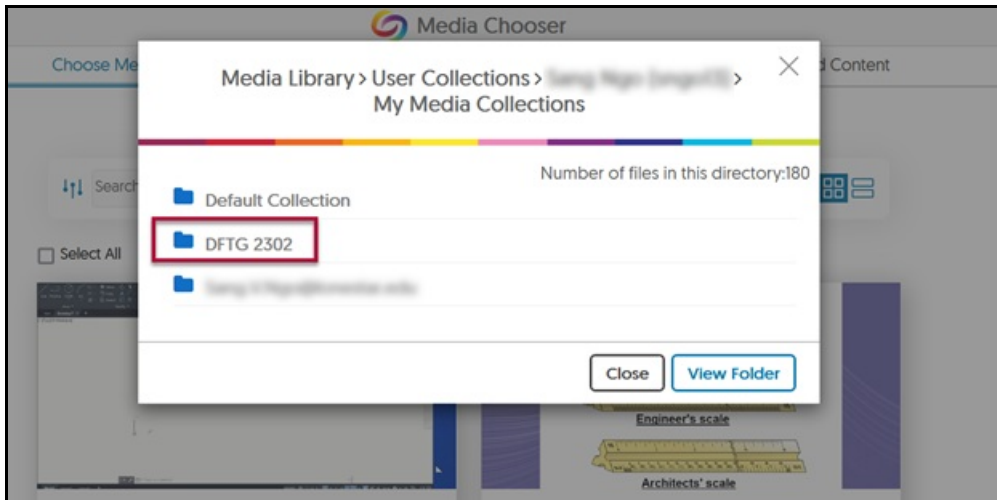 Media Chooser
Choose Me
d Content
Media Library > User Collections > >
My Media Collections
Number of files in this directory:180
Search
Default Collection
DFTG 2302
Select All
Close
View Folder
Engineer's scale
Architects' scale